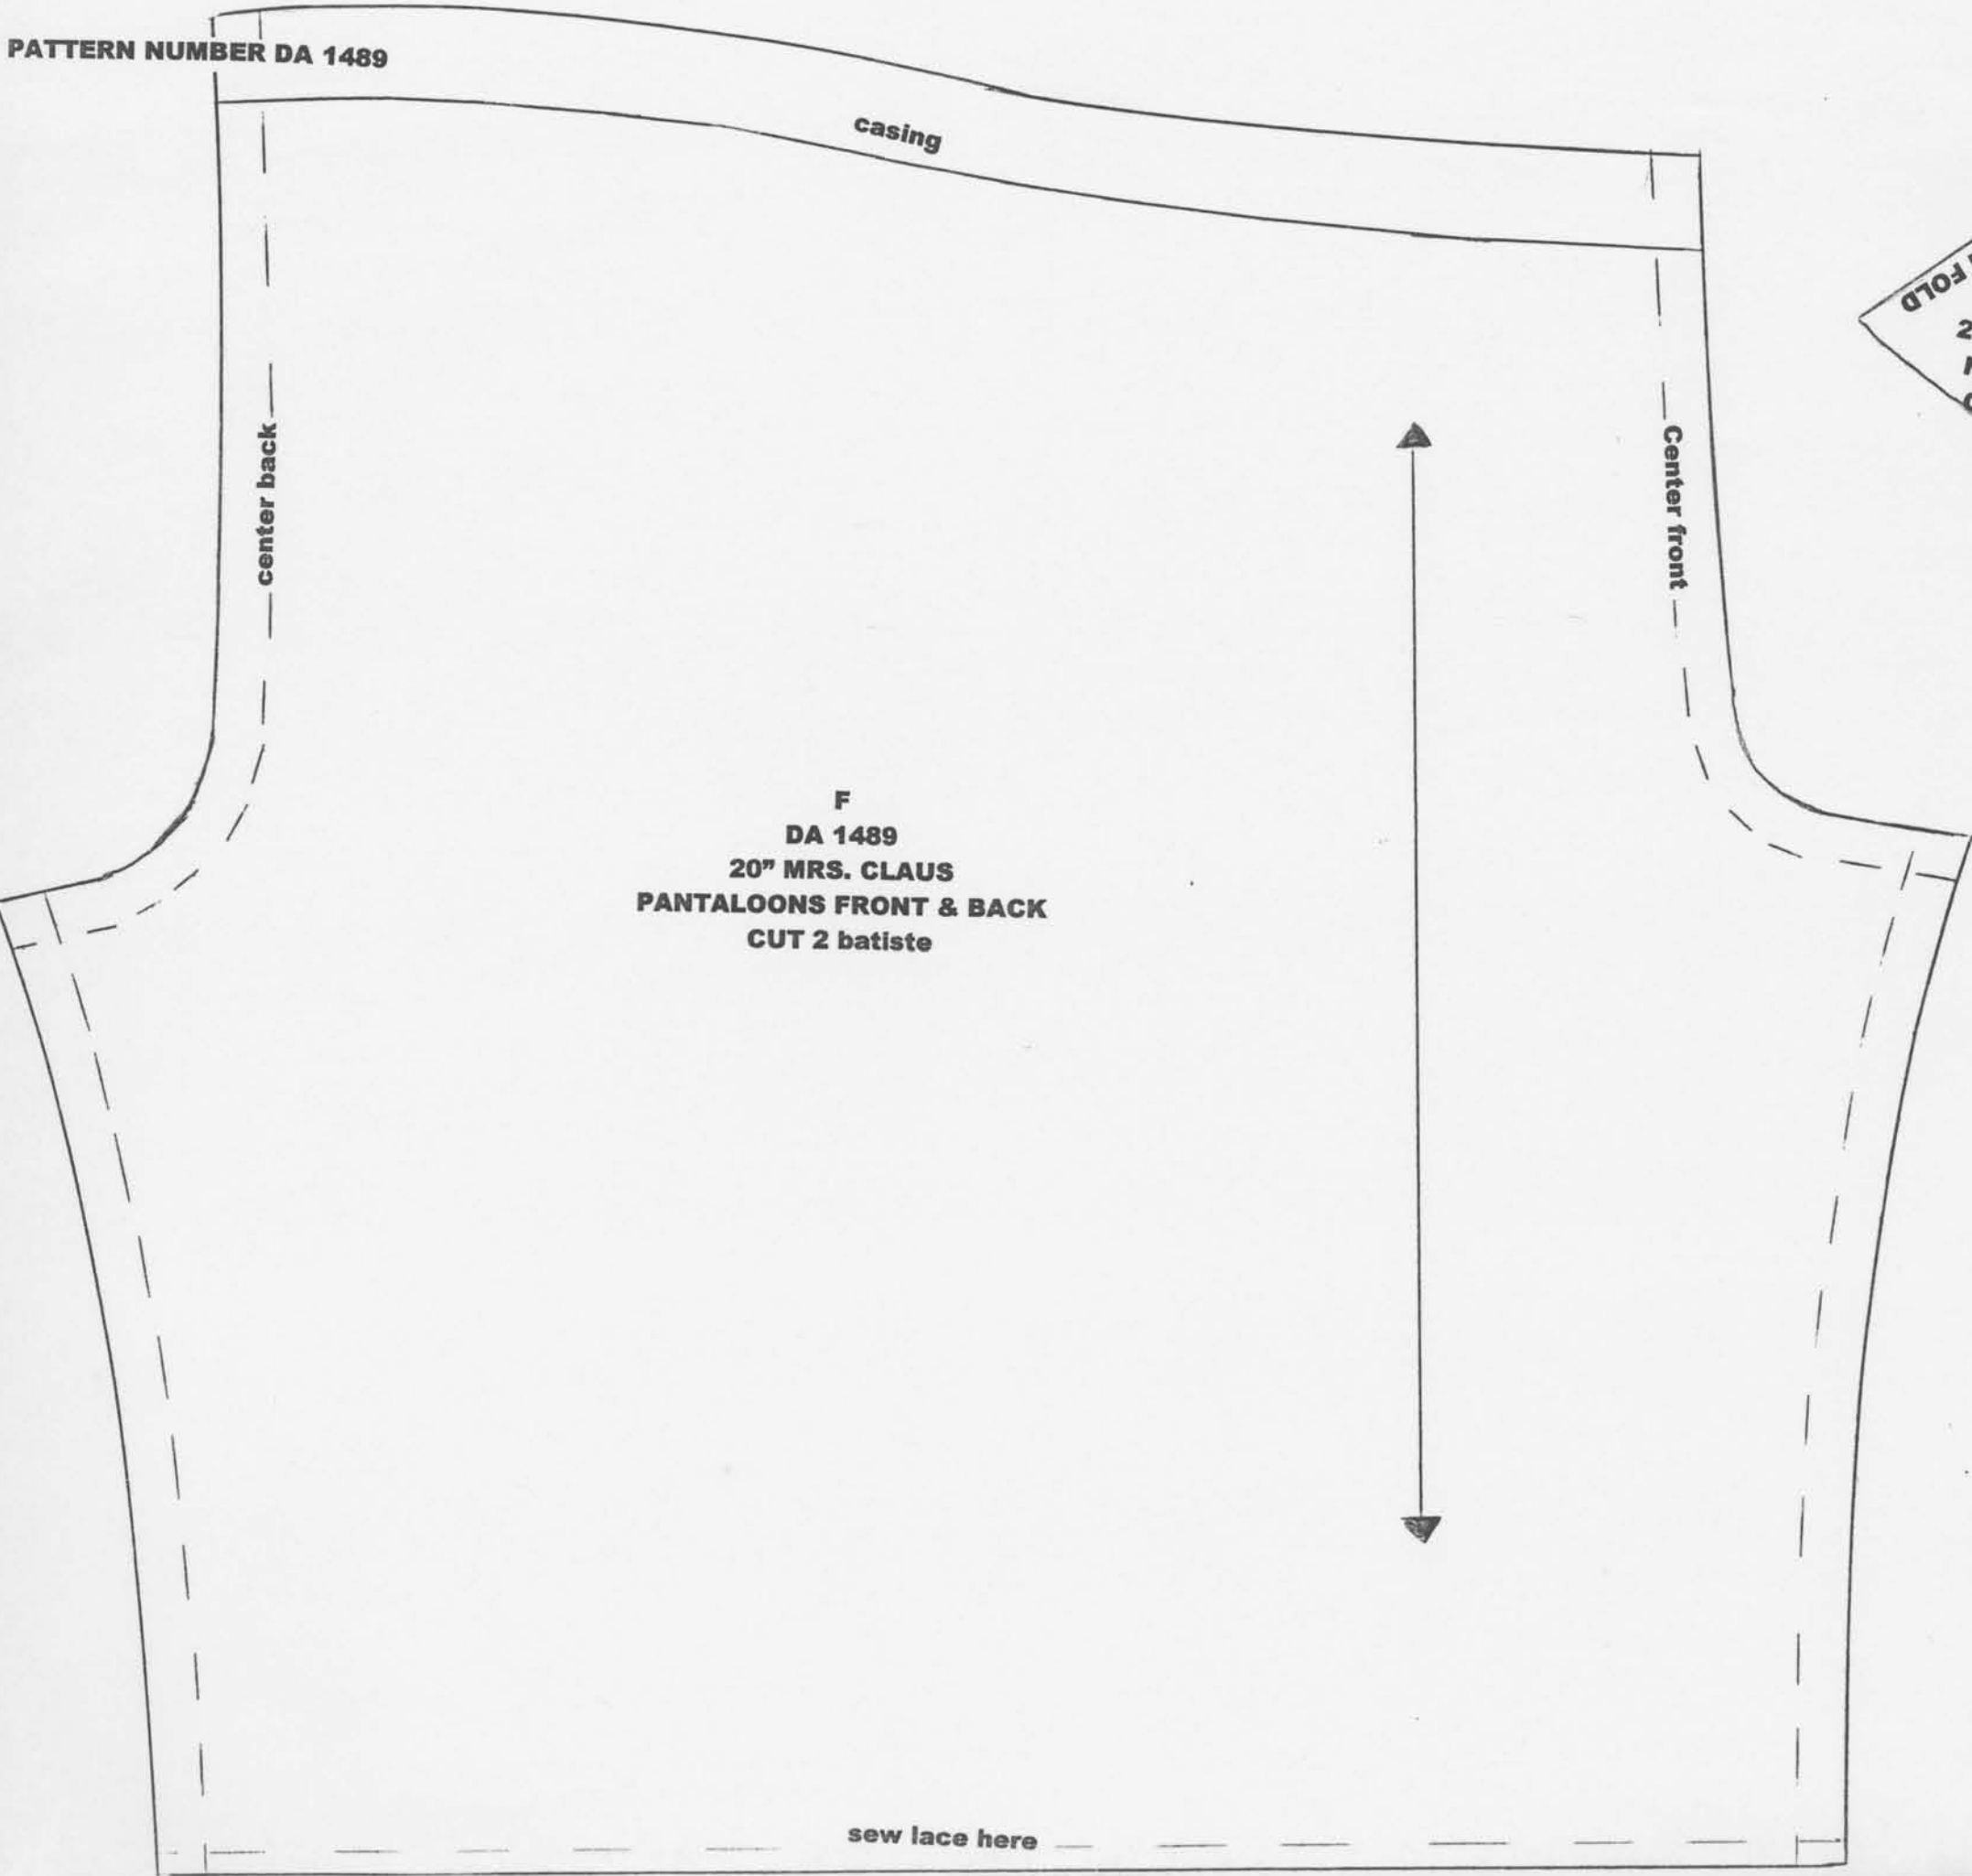 PATTERN NUMBER DA 1489
casing
center back
Center front
FOLD
F
DA 1489
20” MRS. CLAUS
PANTALOONS FRONT & BACK
CUT 2 batiste
sew lace here